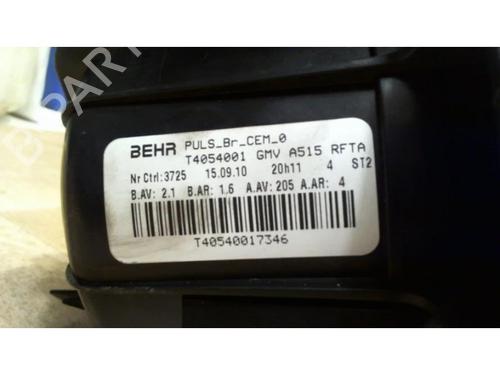 B-PARTS
BEHR PULS_Br_CEM_0
T4054001 GMV A515 RFTA
Nr Ctrl:3725 15.09.10 20h11 4 ST2
B.AV: 2.1 B.AR: 1.6 A.AV: 205 A.AR: 4
T40540017346